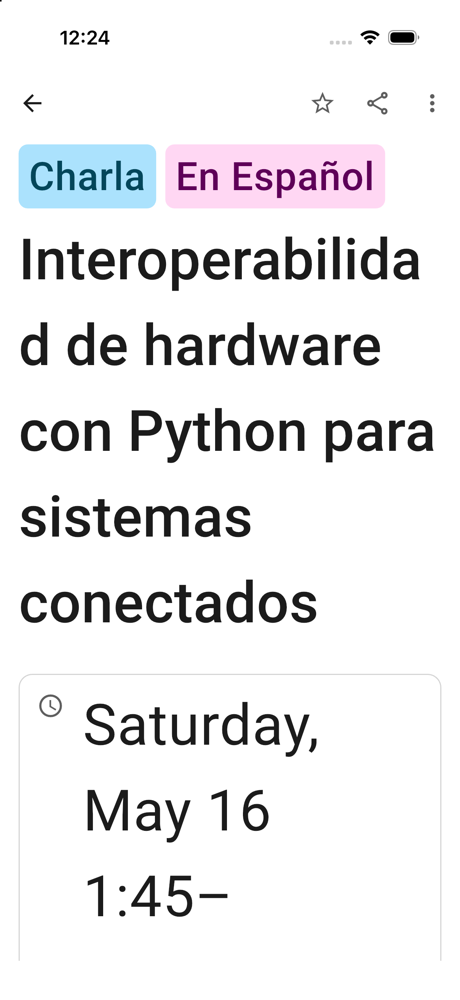 12:24
Charla En Español
Interoperabilida
d de hardware
con Python para
sistemas
conectados
Saturday,
May 16
1:45–